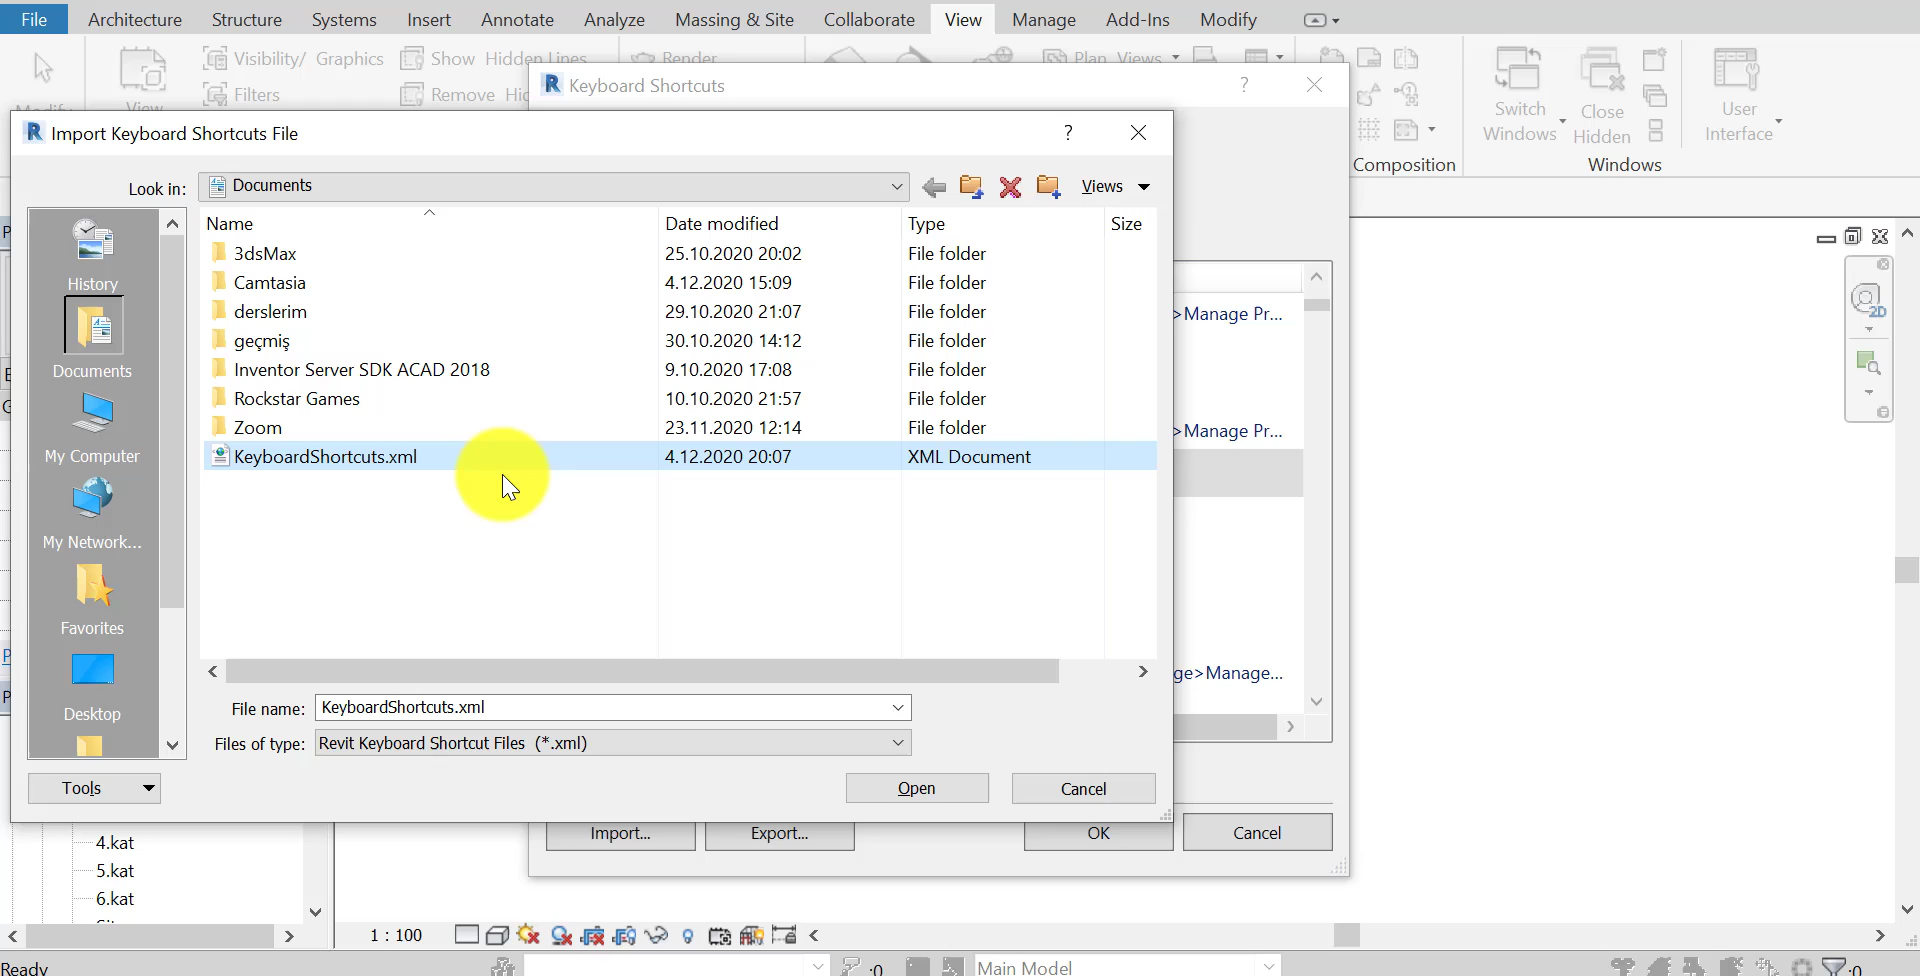 File Architecture Structure Systems Insert Annotate Analyze Massing & Site Collaborate View Manage Add-Ins Modify
Visibility/ Graphics Show Hidden Lines Render Plan Views
Filters Remove
View
Switch Windows
Close Hidden
User Interface
Composition Windows
R Keyboard Shortcuts ?
R Import Keyboard Shortcuts File ?
Look in: Documents Views
Name Date modified Type Size
3dsMax 25.10.2020 20:02 File folder
Camtasia 4.12.2020 15:09 File folder
derslerim 29.10.2020 21:07 File folder
geçmiş 30.10.2020 14:12 File folder
Inventor Server SDK ACAD 2018 9.10.2020 17:08 File folder
Rockstar Games 10.10.2020 21:57 File folder
Zoom 23.11.2020 12:14 File folder
KeyboardShortcuts.xml 4.12.2020 20:07 XML Document
History
Documents
My Computer
My Network...
Favorites
Desktop
>Manage Pr...
>Manage Pr...
ge>Manage...
2D
File name: KeyboardShortcuts.xml
Files of type: Revit Keyboard Shortcut Files (*.xml)
Tools Open Cancel
Import... Export... OK Cancel
4.kat
5.kat
6.kat
1 : 100
Ready :0 Main Model :0